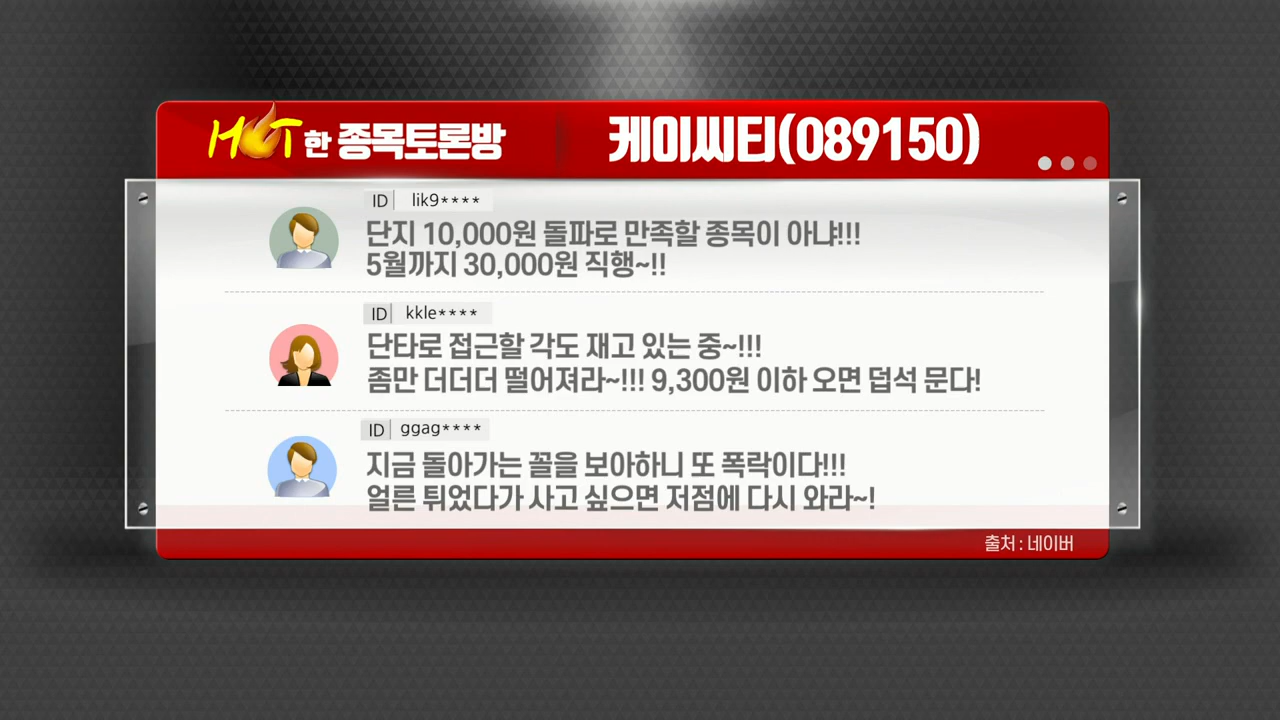 HOT한 종목토론방
케이씨티(089150)
ID lik9****
단지 10,000원 돌파로 만족할 종목이 아냐!!!
5월까지 30,000원 직행~!!
ID kkle****
단타로 접근할 각도 재고 있는 중~!!!
좀만 더더더 떨어져라~!!! 9,300원 이하 오면 덥석 문다!
ID ggag****
지금 돌아가는 꼴을 보아하니 또 폭락이다!!!
얼른 튀었다가 사고 싶으면 저점에 다시 와라~!
출처 : 네이버